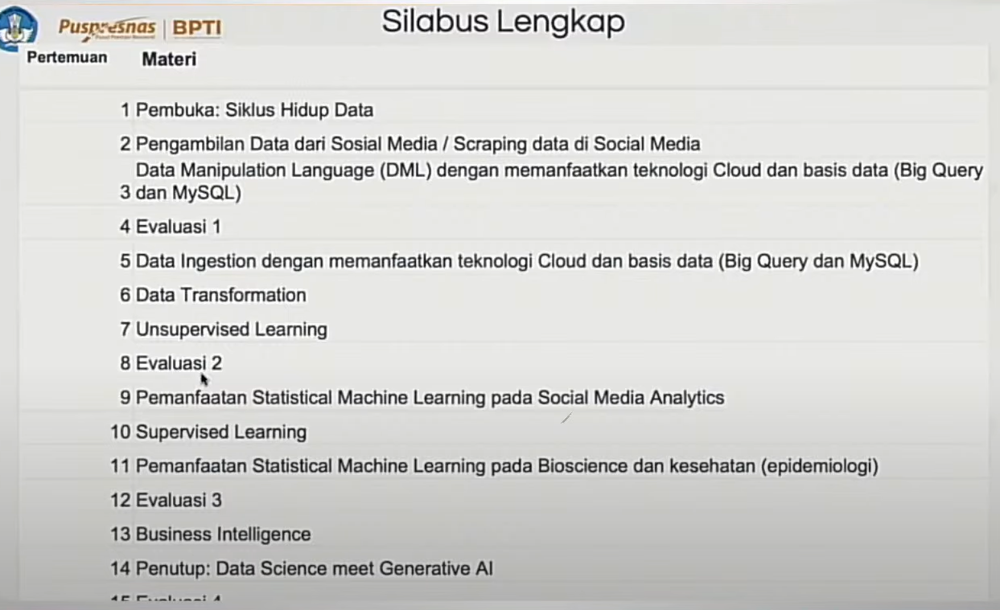 Silabus Lengkap
Puspresnas | BPTI
Pertemuan Materi
1 Pembuka: Siklus Hidup Data
2 Pengambilan Data dari Sosial Media / Scraping data di Social Media
Data Manipulation Language (DML) dengan memanfaatkan teknologi Cloud dan basis data (Big Query
3 dan MySQL)
4 Evaluasi 1
5 Data Ingestion dengan memanfaatkan teknologi Cloud dan basis data (Big Query dan MySQL)
6 Data Transformation
7 Unsupervised Learning
8 Evaluasi 2
9 Pemanfaatan Statistical Machine Learning pada Social Media Analytics
10 Supervised Learning
11 Pemanfaatan Statistical Machine Learning pada Bioscience dan kesehatan (epidemiologi)
12 Evaluasi 3
13 Business Intelligence
14 Penutup: Data Science meet Generative AI
15 Evaluasi 4